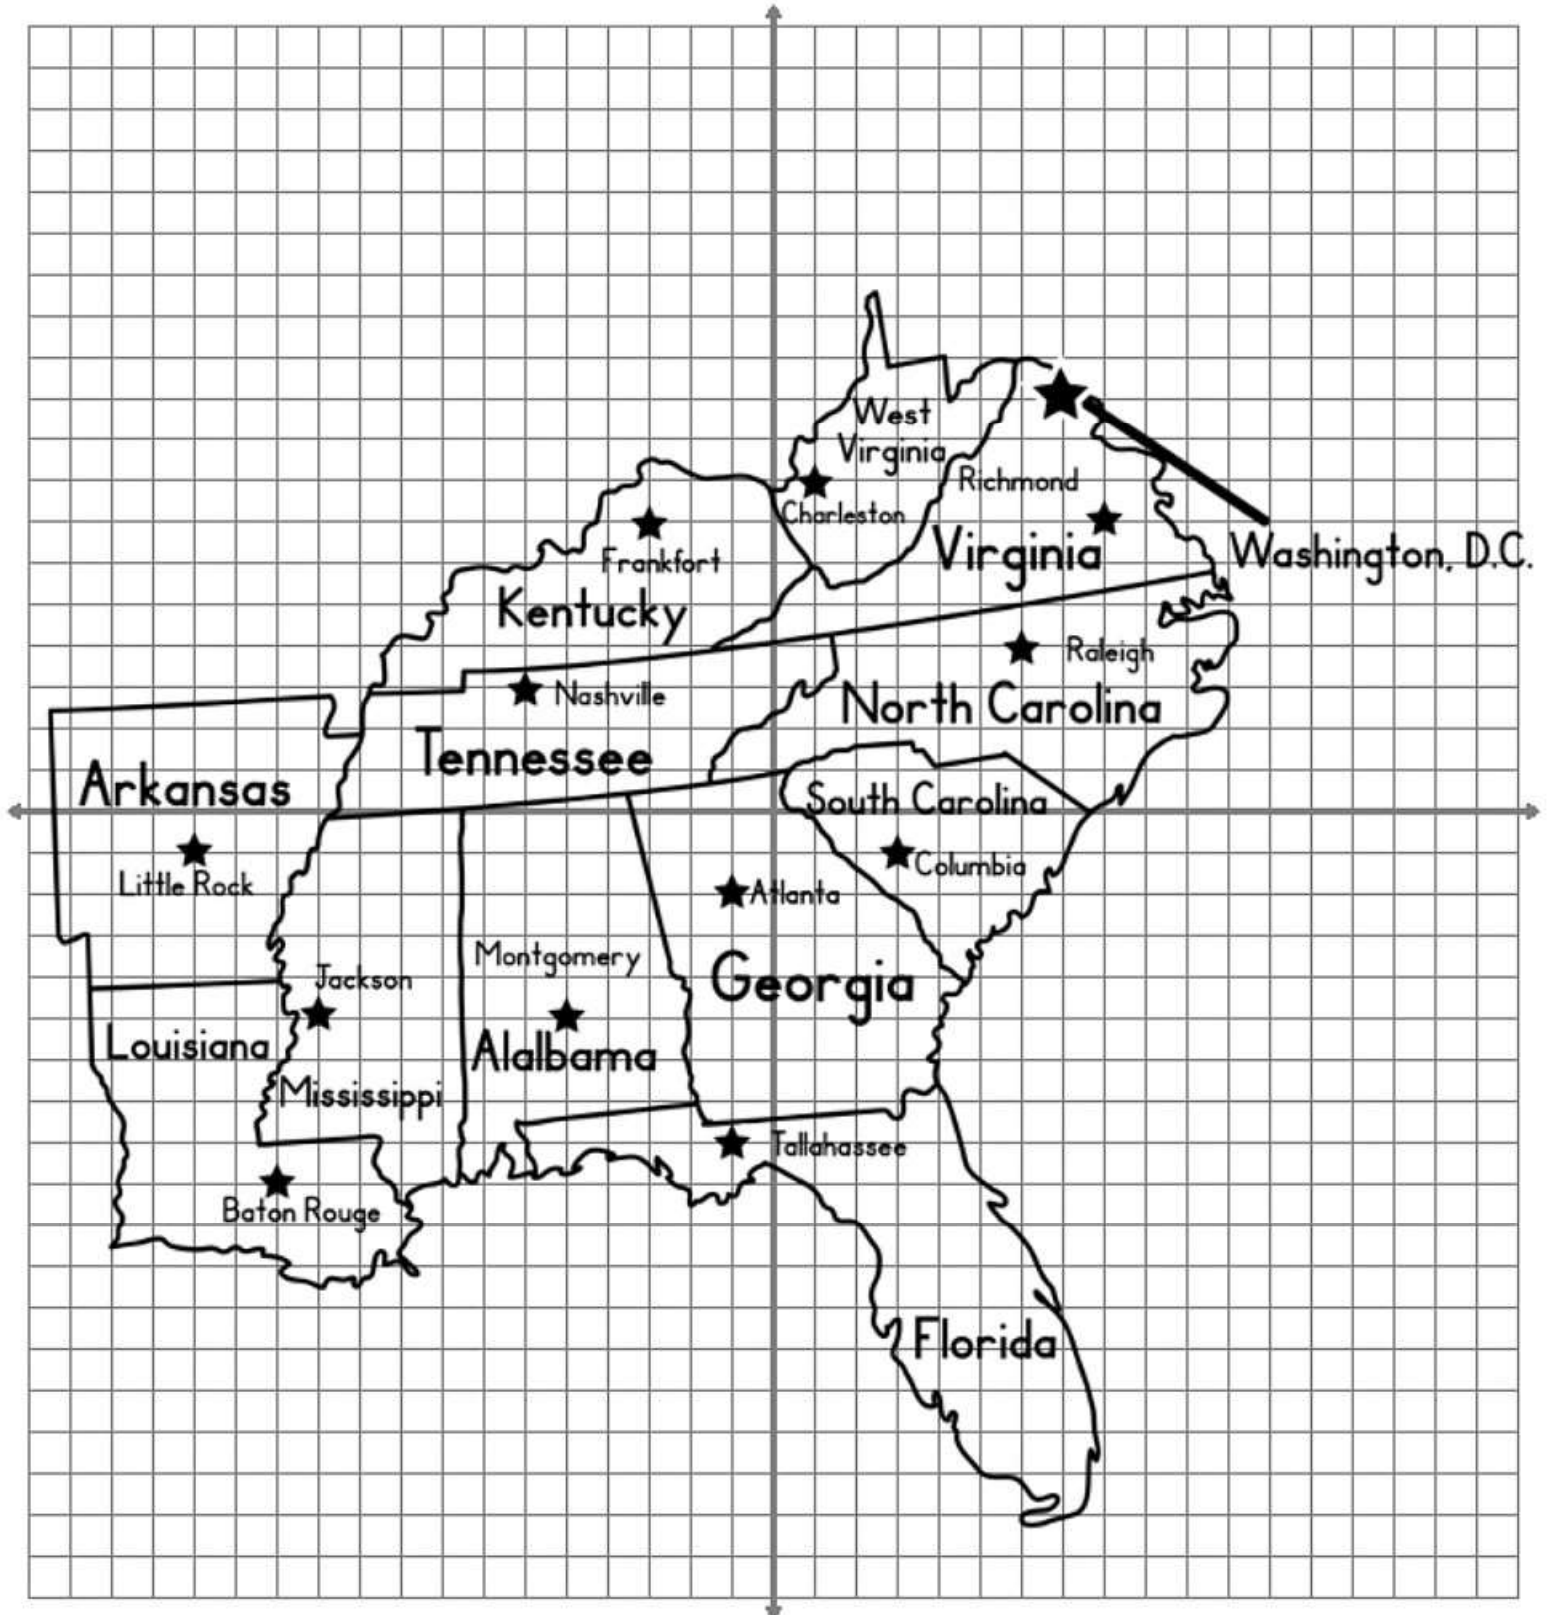 West
Virginia
Charleston
Richmond
Virginia
Washington, D.C.
Frankfort
Kentucky
Raleigh
North Carolina
Nashville
Tennessee
Arkansas
Little Rock
South Carolina
Columbia
Atlanta
Georgia
Montgomery
Alalbama
Jackson
Mississippi
Louisiana
Baton Rouge
Tallahassee
Florida